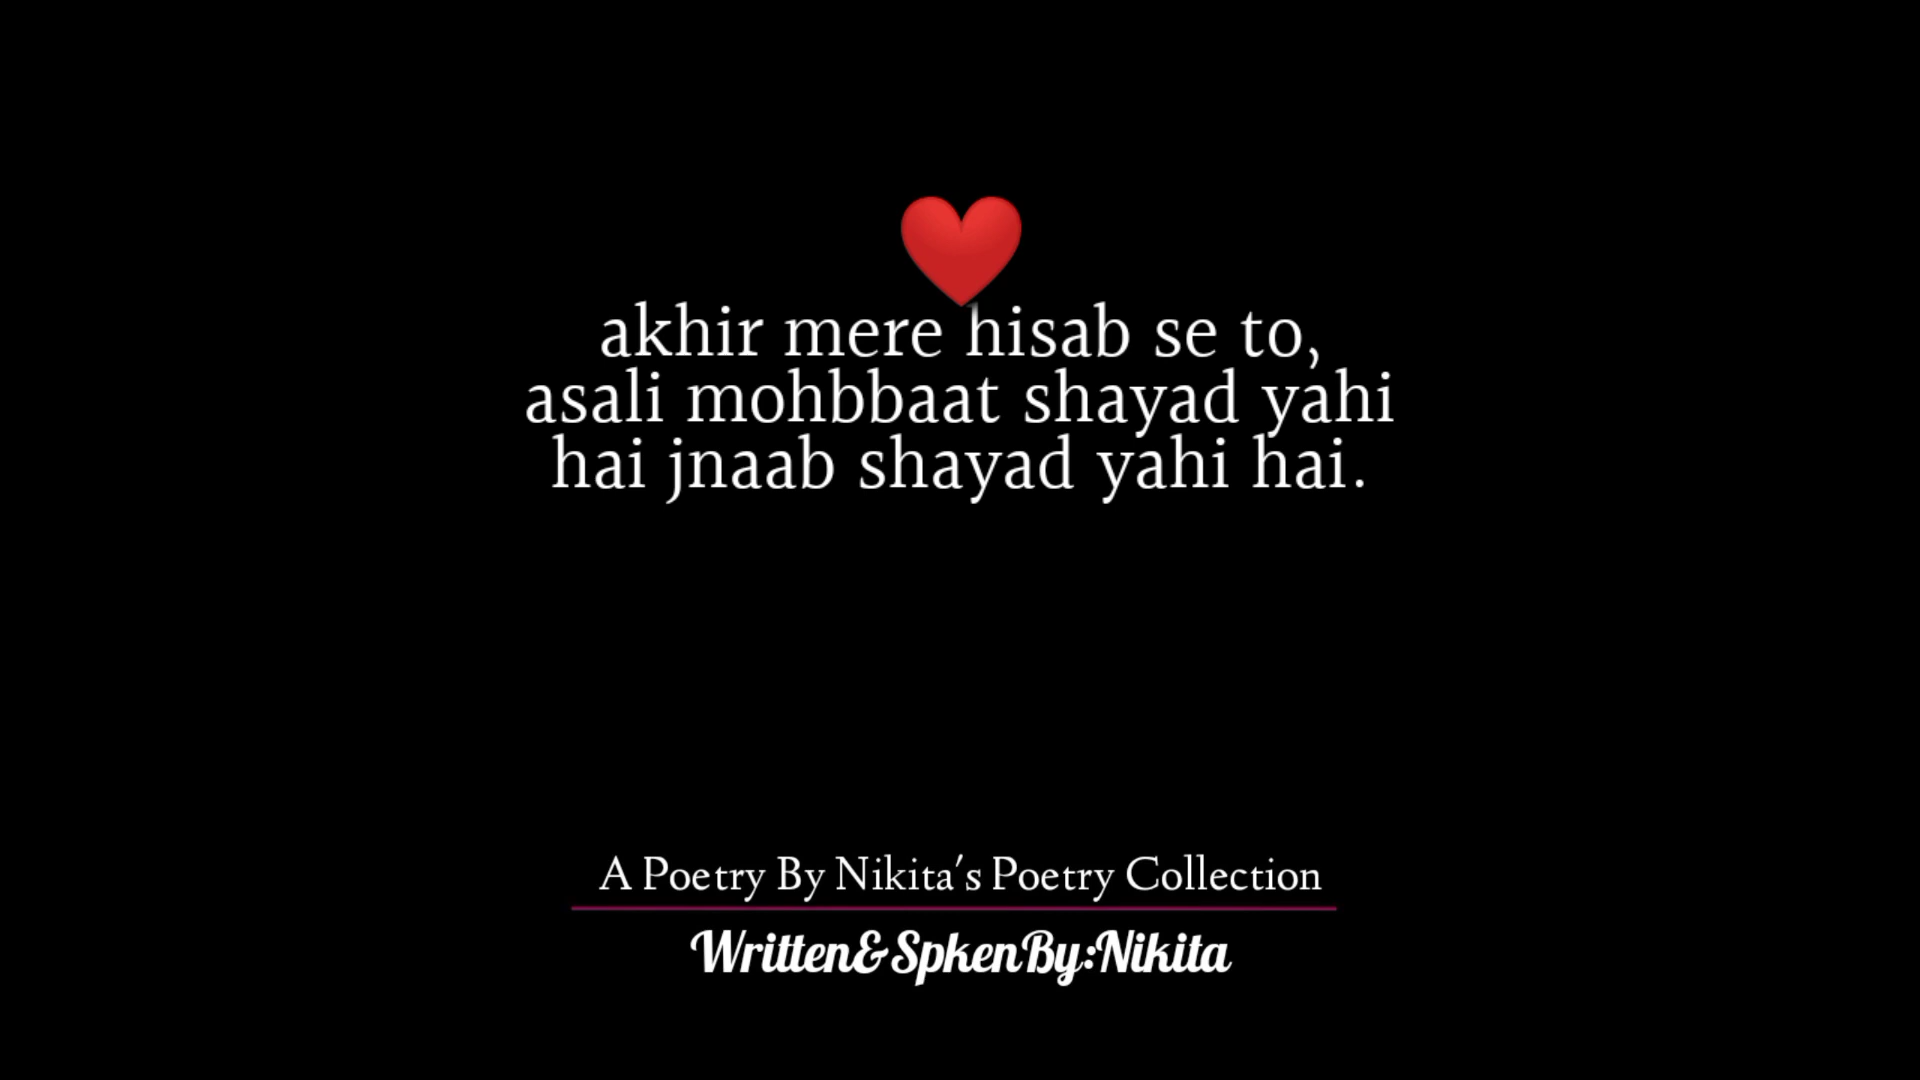 akhir mere hisab se to,
asali mohbbaat shayad yahi
hai jnaab shayad yahi hai.
A Poetry By Nikita's Poetry Collection
Written&SpkenBy:Nikita